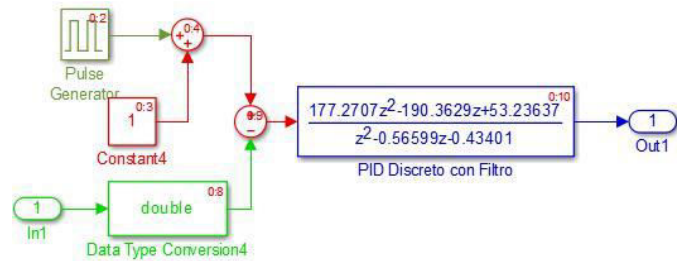 0:2
Pulse
Generator
0:4
+
+
0:3
1
Constant4
0:9
+
−
0:10
177.2707z²-190.3629z+53.23637
z²-0.56599z-0.43401
PID Discreto con Filtro
1
Out1
1
In1
0:8
double
Data Type Conversion4